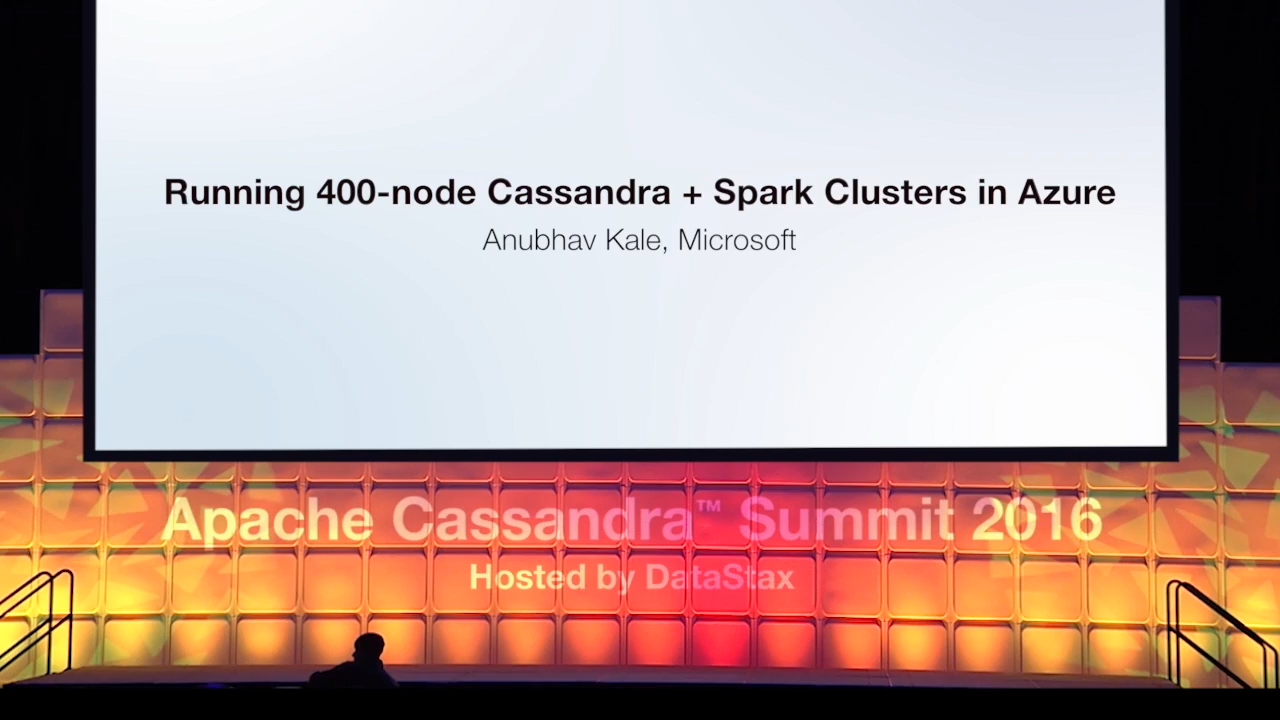 Running 400-node Cassandra + Spark Clusters in Azure
Anubhav Kale, Microsoft
Apache Cassandra™ Summit 2016
Hosted by DataStax